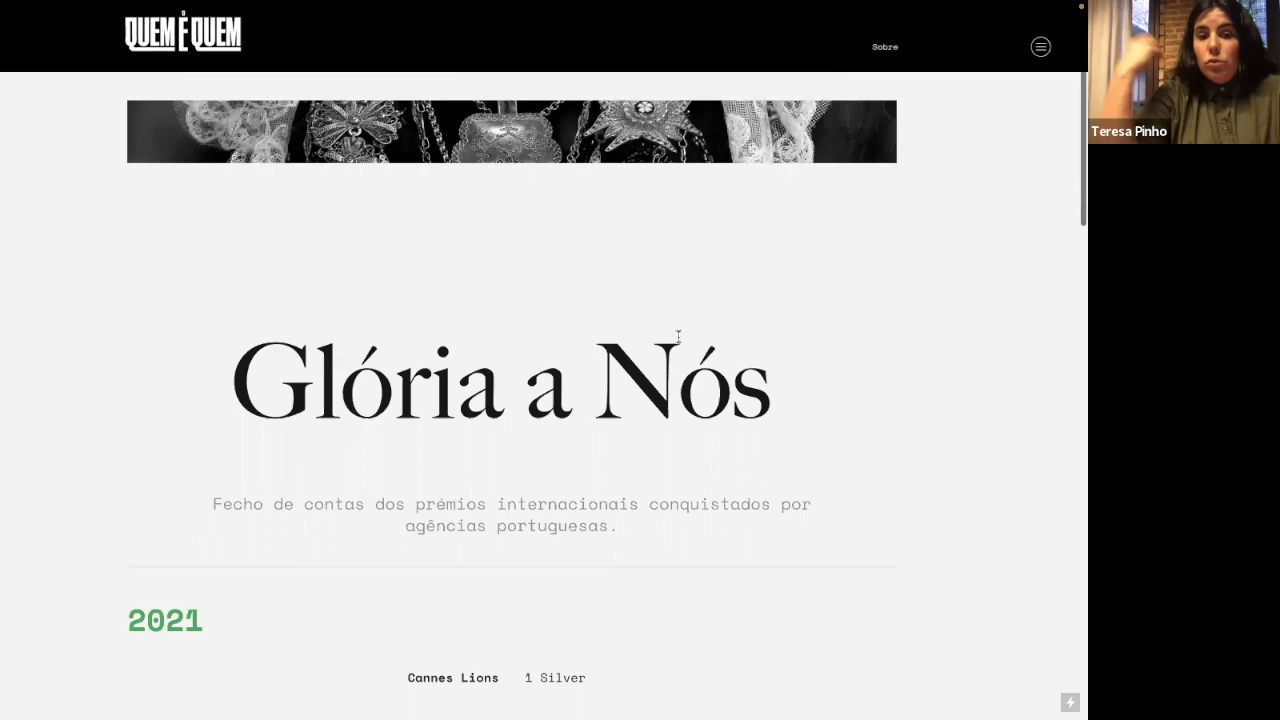 QUEM É QUEM
Sobre
Teresa Pinho
Glória a Nós
Fecho de contas dos prémios internacionais conquistados por
agências portuguesas.
2021
Cannes Lions 1 Silver